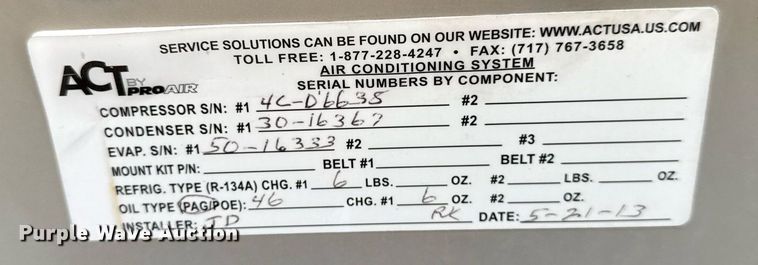 SERVICE SOLUTIONS CAN BE FOUND ON OUR WEBSITE: WWW.ACTUSA.US.COM
TOLL FREE: 1-877-228-4247 • FAX: (717) 767-3658
ACT BY PROAIR
AIR CONDITIONING SYSTEM
SERIAL NUMBERS BY COMPONENT:
COMPRESSOR S/N: #1 4C-D6635 #2
CONDENSER S/N: #1 30-16367 #2
EVAP. S/N: #1 50-16333 #2 #3
MOUNT KIT P/N: BELT #1 BELT #2
REFRIG. TYPE (R-134A) CHG. #1 6 LBS. OZ. #2 LBS. OZ.
OIL TYPE (PAG/POE): 46 CHG. #1 6 OZ. #2 OZ.
INSTALLER: JD RK DATE: 5-21-13
Purple Wave Auction